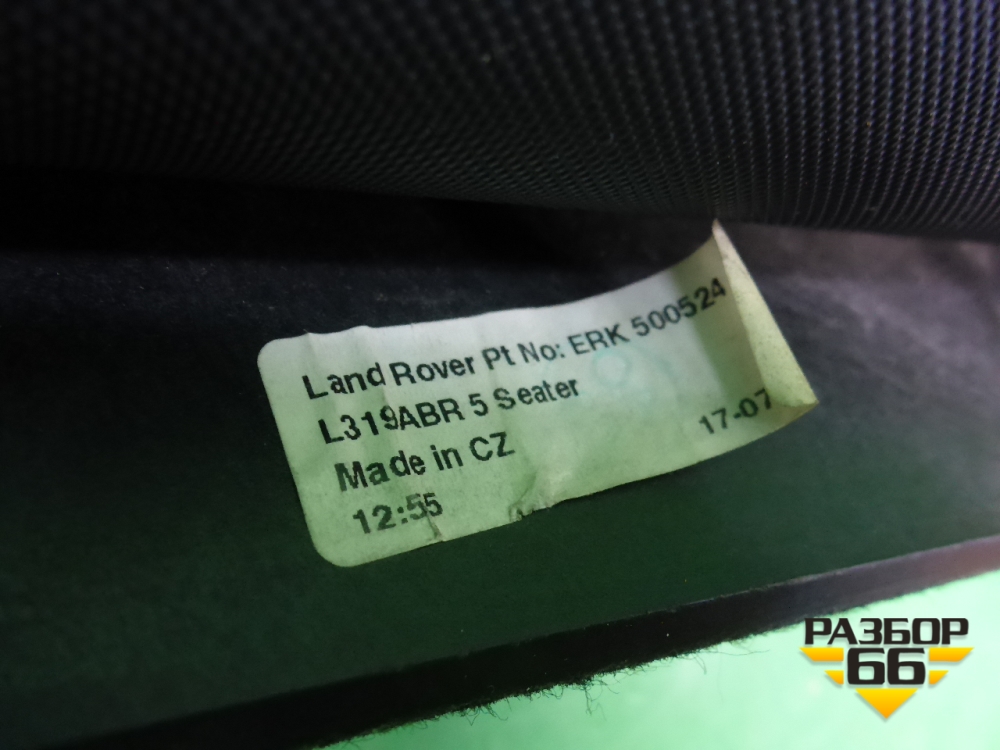 Land Rover Pt No: ERK 500524
L319ABR 5 Seater
Made in CZ
12:55 17-07
РАЗБОР
66